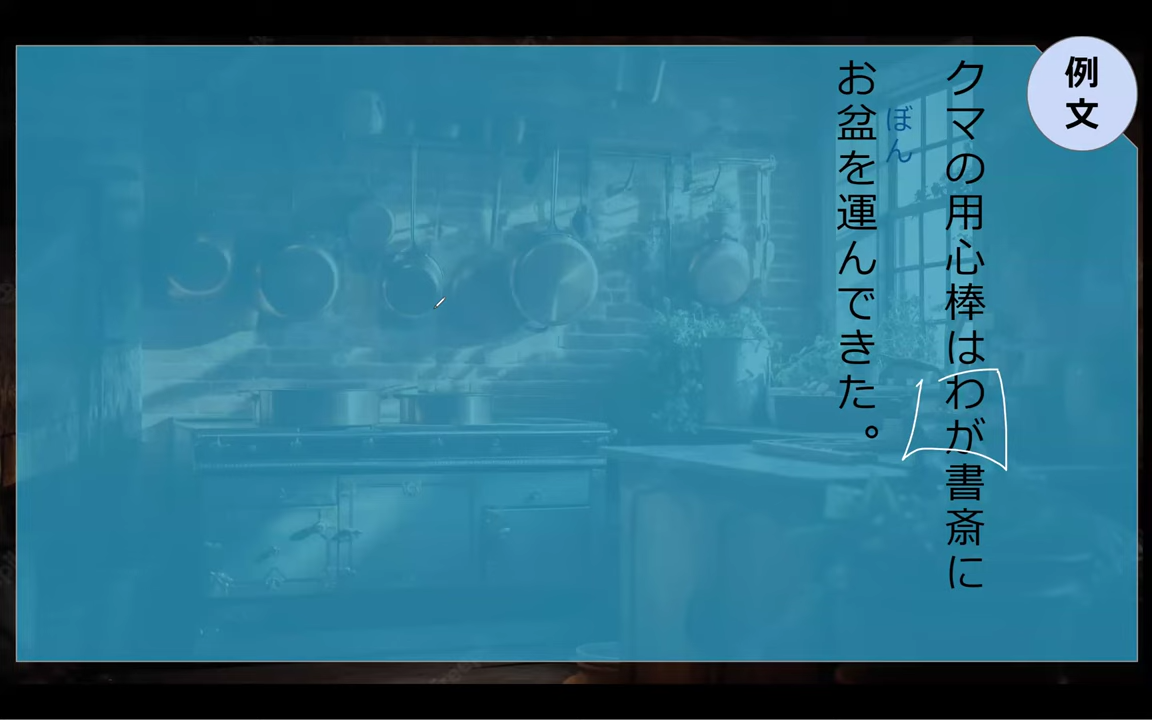 例文
クマの用心棒はわが書斎に
お盆を運んできた。
ぼん